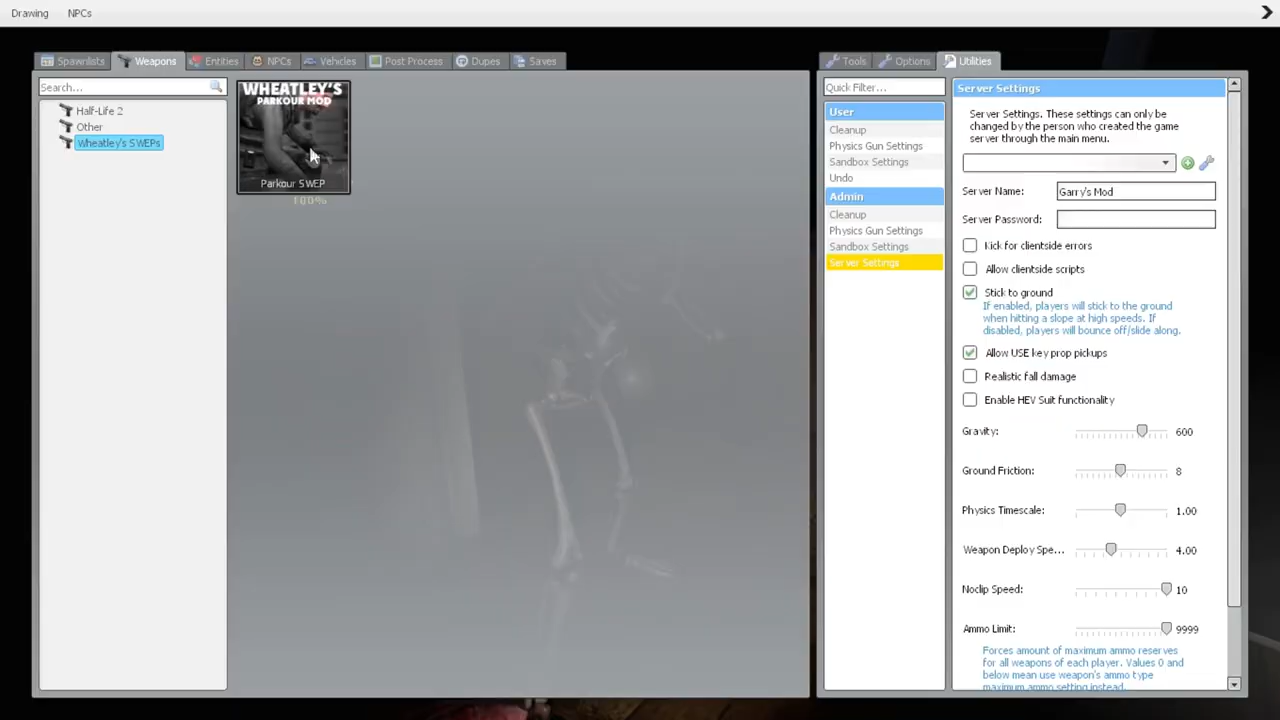 Drawing NPCs
Spawnlists Weapons Entities NPCs Vehicles Post Process Dupes Saves
Search...
Half-Life 2
Other
Wheatley's SWEPs
WHEATLEY'S
PARKOUR MOD
Parkour SWEP
100%
Tools Options Utilities
Quick Filter...
User
Cleanup
Physics Gun Settings
Sandbox Settings
Undo
Admin
Cleanup
Physics Gun Settings
Sandbox Settings
Server Settings
Server Settings
Server Settings. These settings can only be
changed by the person who created the game
server through the main menu.
Server Name: Garry's Mod
Server Password:
Kick for clientside errors
Allow clientside scripts
Stick to ground
If enabled, players will stick to the ground
when hitting a slope at high speeds. If
disabled, players will bounce off/slide along.
Allow USE key prop pickups
Realistic fall damage
Enable HEV Suit functionality
Gravity: 600
Ground Friction: 8
Physics Timescale: 1.00
Weapon Deploy Spe... 4.00
Noclip Speed: 10
Ammo Limit: 9999
Forces amount of maximum ammo reserves
for all weapons of each player. Values 0 and
below mean use weapon's ammo type
maximum ammo setting instead.